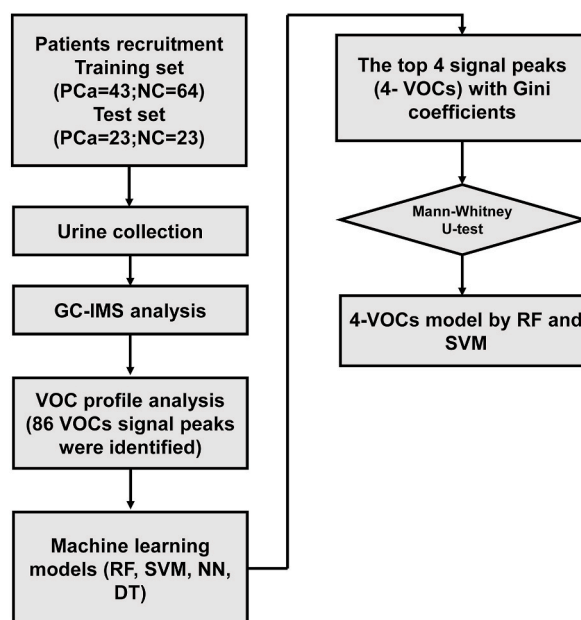 Patients recruitment
Training set
(PCa=43;NC=64)
Test set
(PCa=23;NC=23)
Urine collection
GC-IMS analysis
VOC profile analysis
(86 VOCs signal peaks
were identified)
Machine learning
models (RF, SVM, NN,
DT)
The top 4 signal peaks
(4- VOCs) with Gini
coefficients
Mann-Whitney
U-test
4-VOCs model by RF and
SVM